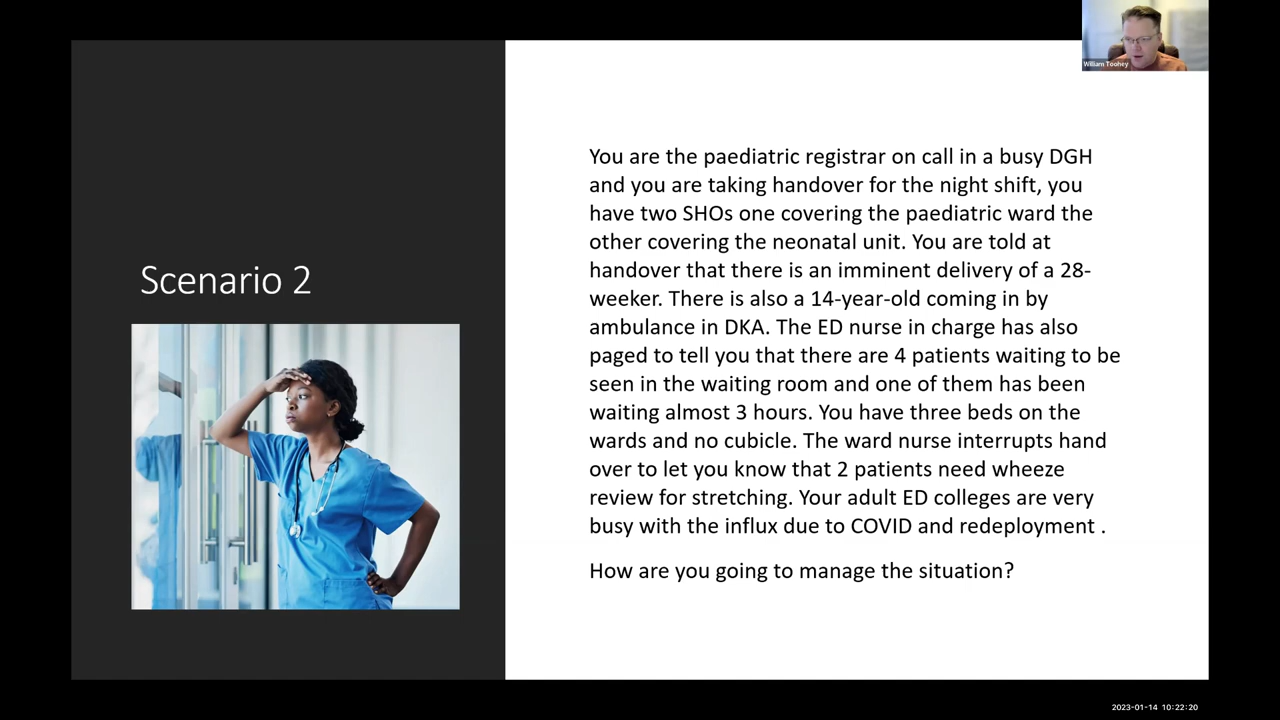 William Toohey
Scenario 2
You are the paediatric registrar on call in a busy DGH
and you are taking handover for the night shift, you
have two SHOs one covering the paediatric ward the
other covering the neonatal unit. You are told at
handover that there is an imminent delivery of a 28-
weeker. There is also a 14-year-old coming in by
ambulance in DKA. The ED nurse in charge has also
paged to tell you that there are 4 patients waiting to be
seen in the waiting room and one of them has been
waiting almost 3 hours. You have three beds on the
wards and no cubicle. The ward nurse interrupts hand
over to let you know that 2 patients need wheeze
review for stretching. Your adult ED colleges are very
busy with the influx due to COVID and redeployment .
How are you going to manage the situation?
2023-01-14 10:22:20